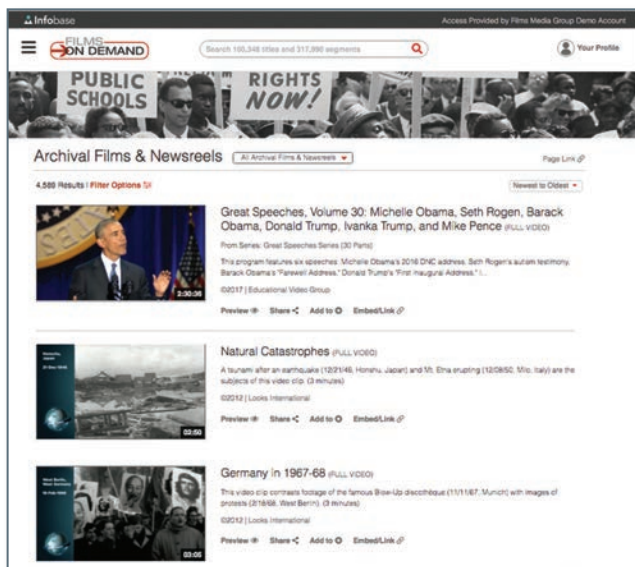 Infobase
Access Provided by Films Media Group Demo Account
FILMS
ON DEMAND
Search 160,348 titles and 317,990 segments
Your Profile
PUBLIC
SCHOOLS
RIGHTS
NOW!
Archival Films & Newsreels
All Archival Films & Newsreels
Page Link
4,589 Results | Filter Options
Newest to Oldest
2:30:36
Great Speeches, Volume 30: Michelle Obama, Seth Rogen, Barack
Obama, Donald Trump, Ivanka Trump, and Mike Pence (FULL VIDEO)
From Series: Great Speeches Series (30 Parts)
This program features six speeches: Michelle Obama's 2016 DNC address. Seth Rogen's autism testimony.
Barack Obama's "Farewell Address." Donald Trump's "First Inaugural Address." I...
©2017 | Educational Video Group
Preview Share Add to Embed/Link
Japan
02:50
Natural Catastrophes (FULL VIDEO)
A tsunami after an earthquake (12/21/46, Honshu, Japan) and Mt. Etna erupting (12/08/50, Milo, Italy) are the
subjects of this video clip. (3 minutes)
©2012 | Looks International
Preview Share Add to Embed/Link
West Berlin,
West Germany
03:05
Germany in 1967-68 (FULL VIDEO)
This video clip contrasts footage of the famous Blow-Up discothèque (11/11/67, Munich) with images of
protests (2/18/68, West Berlin). (3 minutes)
©2012 | Looks International
Preview Share Add to Embed/Link